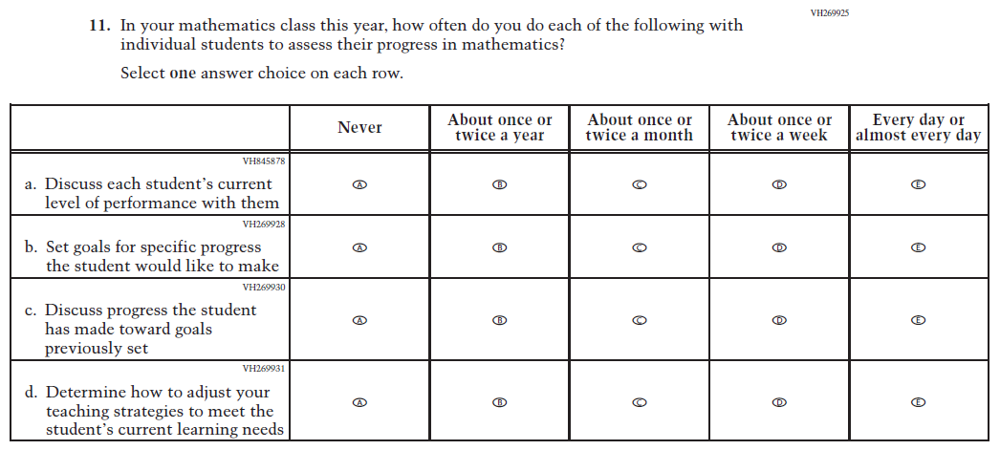 VH269925
11. In your mathematics class this year, how often do you do each of the following with
individual students to assess their progress in mathematics?
Select one answer choice on each row.
Never
About once or
twice a year
About once or
twice a month
About once or
twice a week
Every day or
almost every day
VH845878
a. Discuss each student's current
level of performance with them
A B C D E
VH269928
b. Set goals for specific progress
the student would like to make
A B C D E
VH269930
c. Discuss progress the student
has made toward goals
previously set
A B C D E
VH269931
d. Determine how to adjust your
teaching strategies to meet the
student's current learning needs
A B C D E